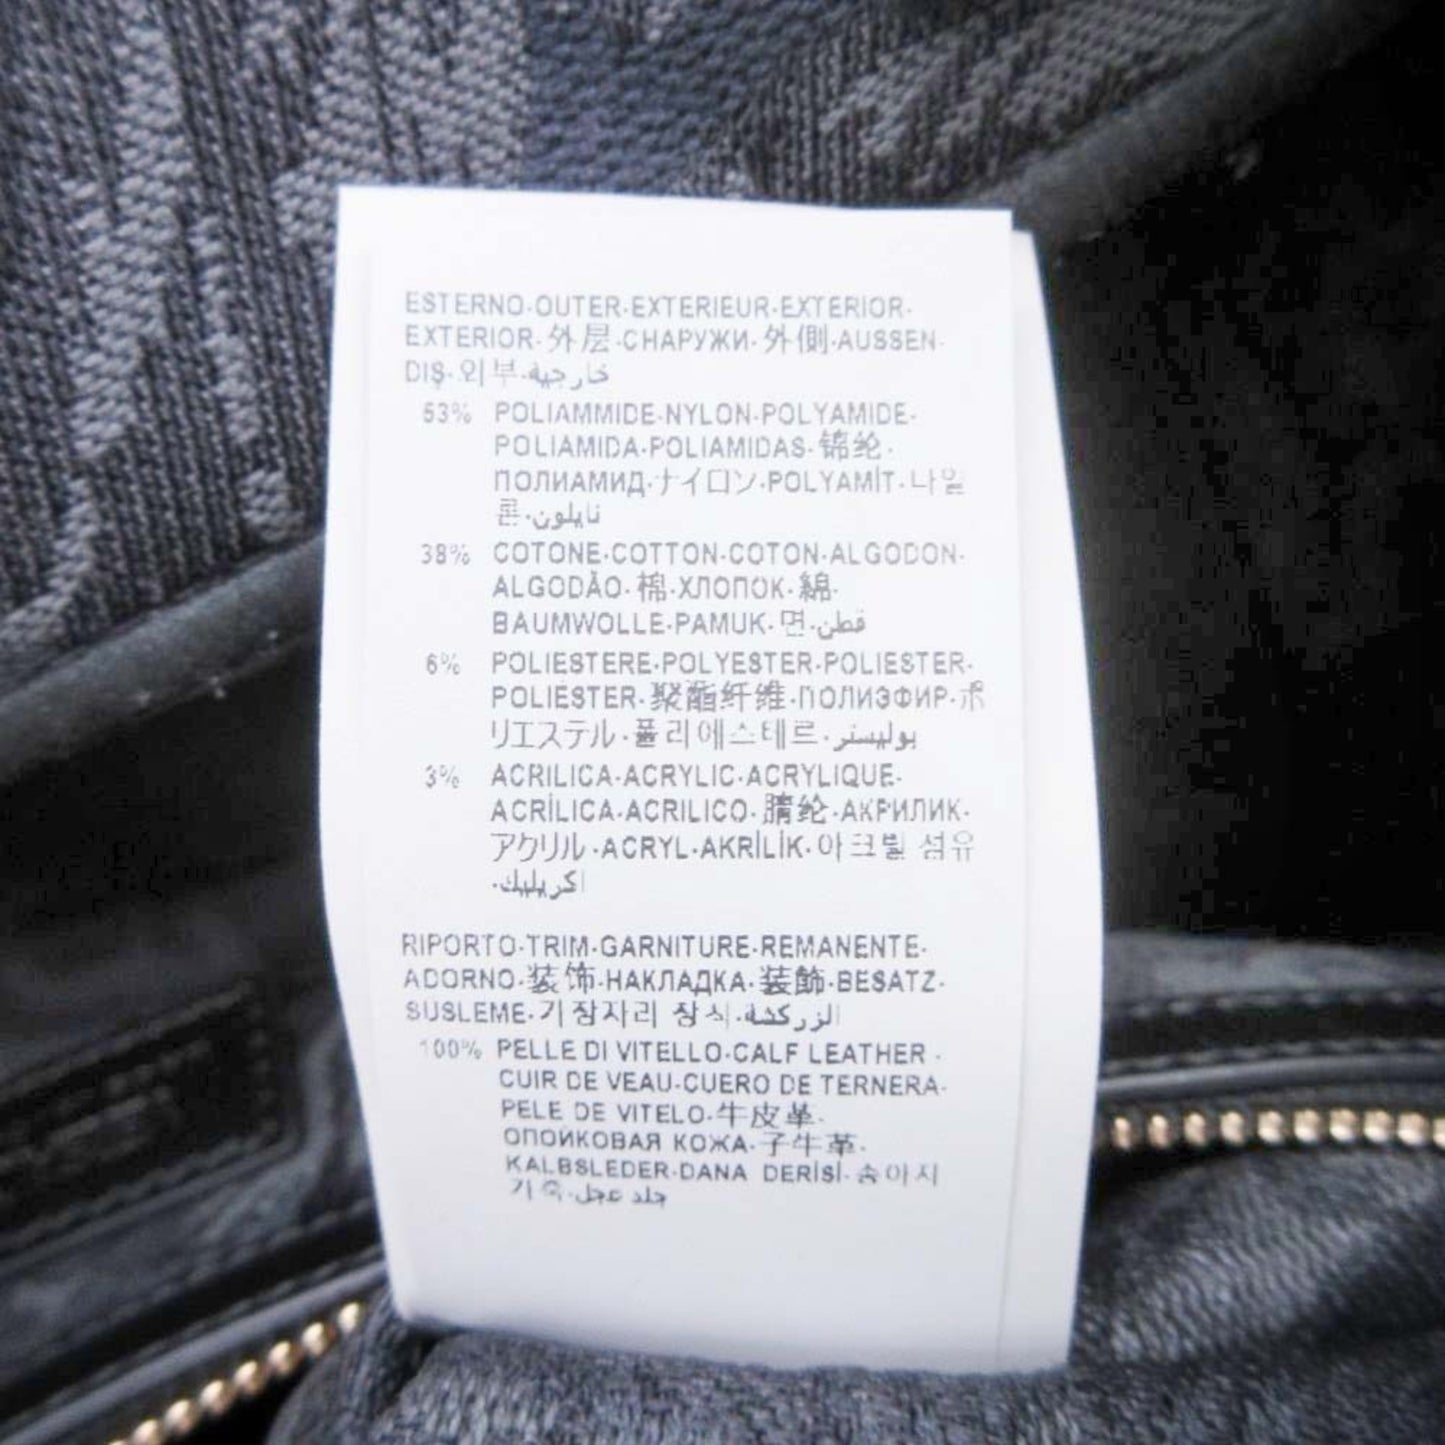 ESTERNO·OUTER·EXTERIEUR·EXTERIOR·
EXTERIOR·外层·СНАРУЖИ·外側·AUSSEN·
DIŞ·외부·خارجية
53% POLIAMMIDE·NYLON·POLYAMIDE·
POLIAMIDA·POLIAMIDAS·锦纶·
ПОЛИАМИД·ナイロン·POLYAMİT·나일
론·نايلون
38% COTONE·COTTON·COTON·ALGODON·
ALGODÃO·棉·ХЛОПОК·綿·
BAUMWOLLE·PAMUK·면·قطن
6% POLIESTERE·POLYESTER·POLIESTER·
POLIÉSTER·聚酯纤维·ПОЛИЭФИР·ポ
リエステル·폴리에스테르·بوليستر
3% ACRILICA·ACRYLIC·ACRYLIQUE·
ACRÍLICA·ACRILICO·腈纶·АКРИЛИК·
アクリル·ACRYL·AKRİLİK·아크릴 섬유
·اكريليك
RIPORTO·TRIM·GARNITURE·REMANENTE·
ADORNO·装饰·НАКЛАДКА·装飾·BESATZ·
SUSLEME·가장자리 장식·الزركشة
100% PELLE DI VITELLO·CALF LEATHER·
CUIR DE VEAU·CUERO DE TERNERA·
PELE DE VITELO·牛皮革·
ОПОЙКОВАЯ КОЖА·子牛革·
KALBSLEDER·DANA DERİSİ·송아지
가죽·جلد عجل